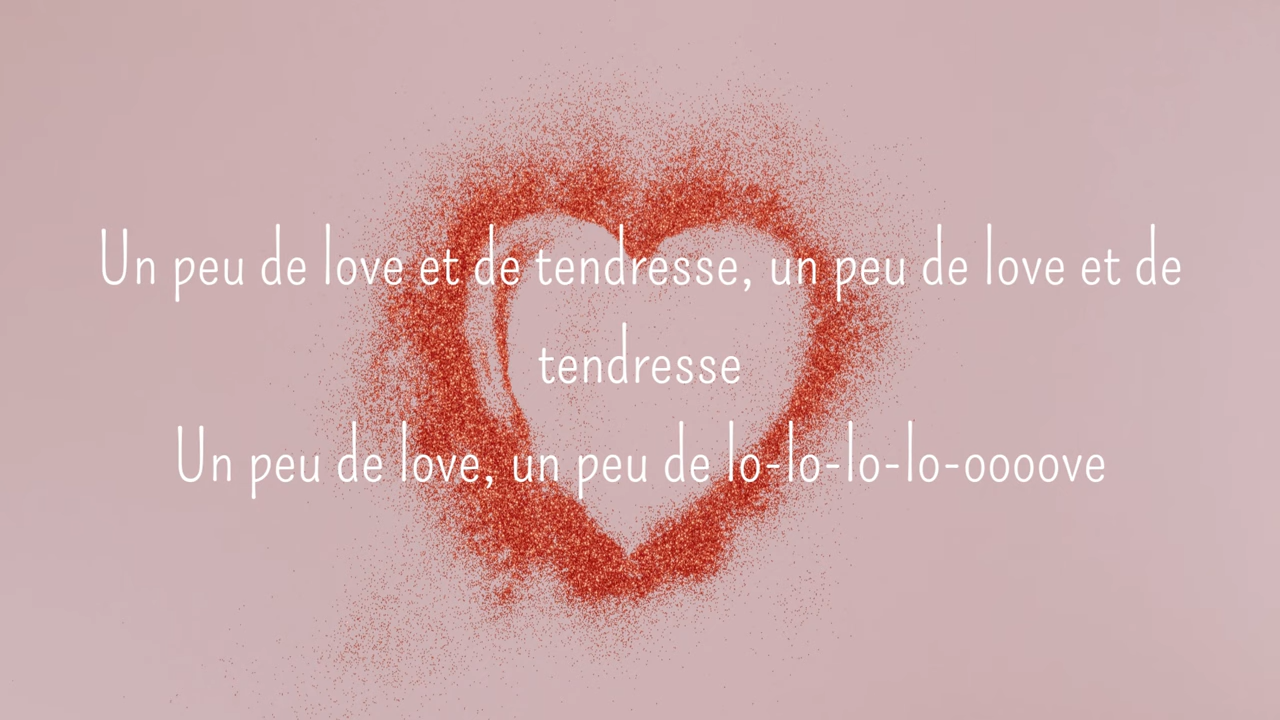 Un peu de love et de tendresse, un peu de love et de
tendresse
Un peu de love, un peu de lo-lo-lo-lo-oooove